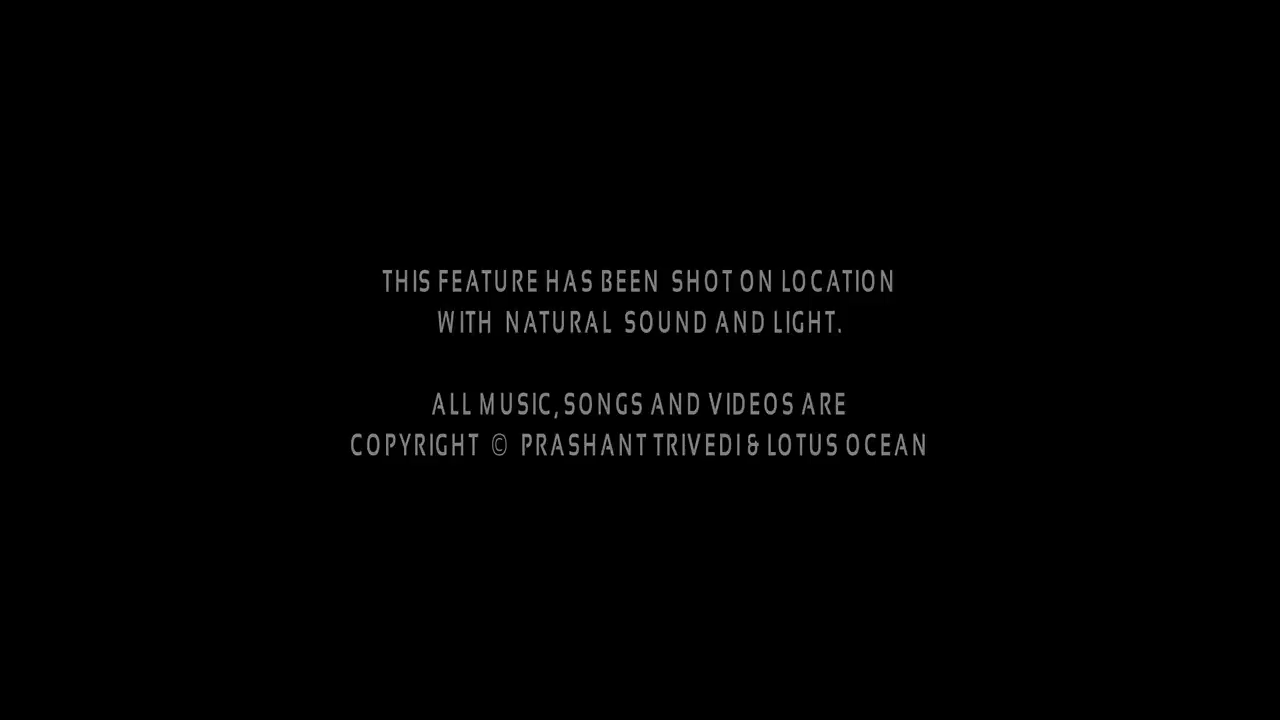 THIS FEATURE HAS BEEN SHOT ON LOCATION
WITH NATURAL SOUND AND LIGHT.
ALL MUSIC, SONGS AND VIDEOS ARE
COPYRIGHT © PRASHANT TRIVEDI & LOTUS OCEAN